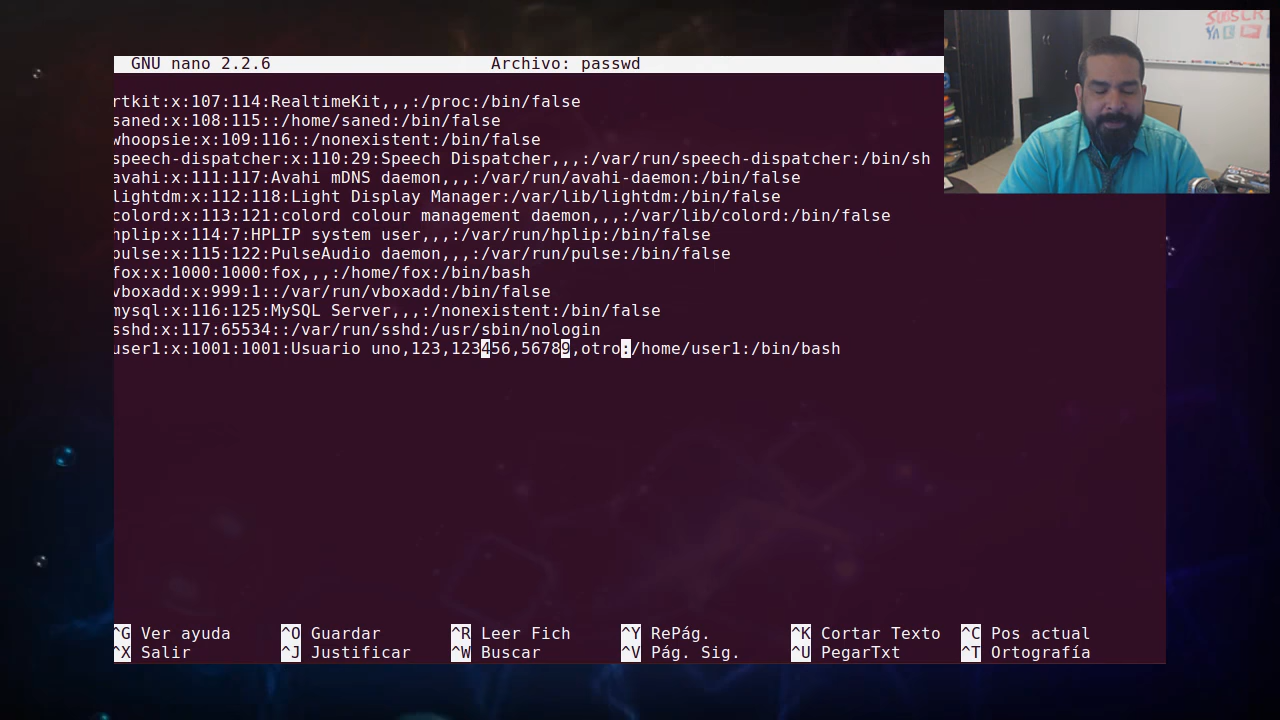 GNU nano 2.2.6 Archivo: passwd
rtkit:x:107:114:RealtimeKit,,,:/proc:/bin/false
saned:x:108:115::/home/saned:/bin/false
whoopsie:x:109:116::/nonexistent:/bin/false
speech-dispatcher:x:110:29:Speech Dispatcher,,,:/var/run/speech-dispatcher:/bin/sh
avahi:x:111:117:Avahi mDNS daemon,,,:/var/run/avahi-daemon:/bin/false
lightdm:x:112:118:Light Display Manager:/var/lib/lightdm:/bin/false
colord:x:113:121:colord colour management daemon,,,:/var/lib/colord:/bin/false
hplip:x:114:7:HPLIP system user,,,:/var/run/hplip:/bin/false
pulse:x:115:122:PulseAudio daemon,,,:/var/run/pulse:/bin/false
fox:x:1000:1000:fox,,,:/home/fox:/bin/bash
vboxadd:x:999:1::/var/run/vboxadd:/bin/false
mysql:x:116:125:MySQL Server,,,:/nonexistent:/bin/false
sshd:x:117:65534::/var/run/sshd:/usr/sbin/nologin
user1:x:1001:1001:Usuario uno,123,123456,56789,otro:/home/user1:/bin/bash
^G Ver ayuda ^O Guardar ^R Leer Fich ^Y RePág. ^K Cortar Texto ^C Pos actual
^X Salir ^J Justificar ^W Buscar ^V Pág. Sig. ^U PegarTxt ^T Ortografía